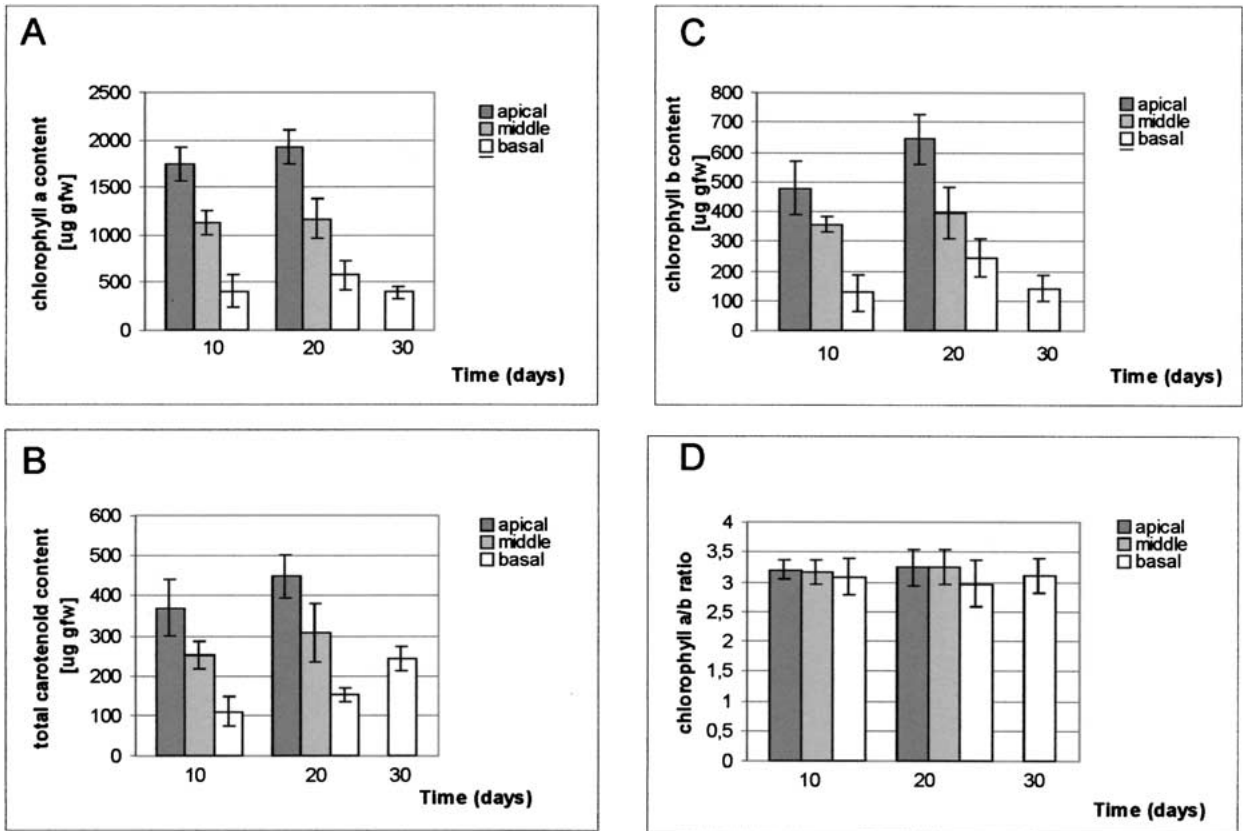 A
chlorophyll a content
[ug gfw]
2500
2000
1500
1000
500
0
10
20
30
Time (days)
apical
middle
basal
C
chlorophyll b content
[ug gfw]
800
700
600
500
400
300
200
100
0
10
20
30
Time (days)
apical
middle
basal
B
total carotenoid content
[ug gfw]
600
500
400
300
200
100
0
10
20
30
Time (days)
apical
middle
basal
D
chlorophyll a/b ratio
4
3,5
3
2,5
2
1,5
1
0,5
0
10
20
30
Time (days)
apical
middle
basal